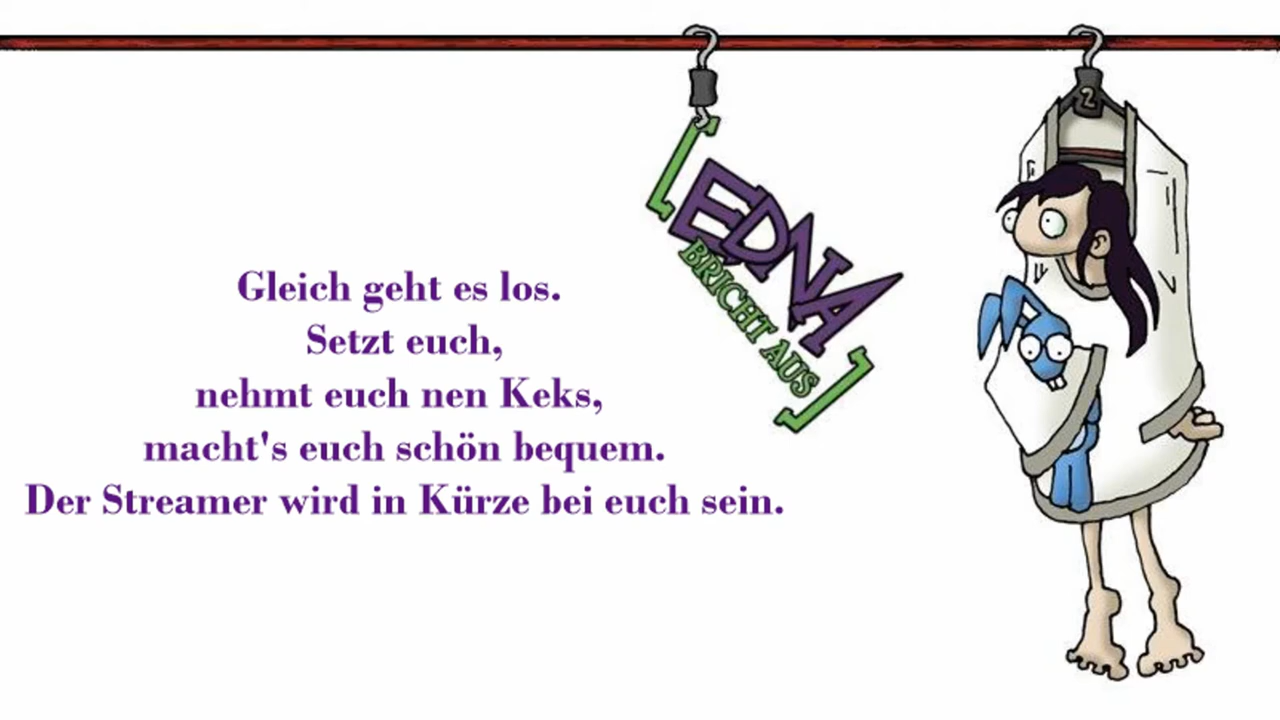 2
[EDNA
BRICHT AUS]
Gleich geht es los.
Setzt euch,
nehmt euch nen Keks,
macht's euch schön bequem.
Der Streamer wird in Kürze bei euch sein.